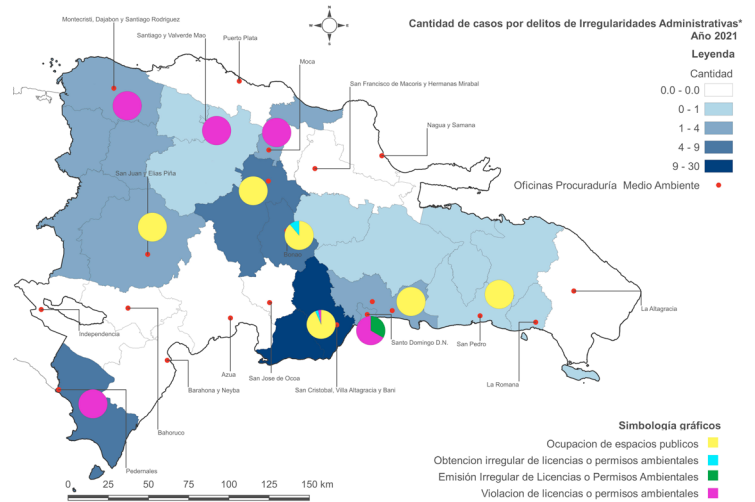 Cantidad de casos por delitos de Irregularidades Administrativas*
Año 2021
Leyenda
Cantidad
0.0 - 0.0
0 - 1
1 - 4
4 - 9
9 - 30
Oficinas Procuraduría Medio Ambiente
Montecristi, Dajabon y Santiago Rodriguez
Santiago y Valverde Mao
Puerto Plata
Moca
San Francisco de Macoris y Hermanas Mirabal
Nagua y Samana
San Juan y Elias Piña
Bonao
Independencia
Azua
San Jose de Ocoa
San Cristobal, Villa Altagracia y Bani
Santo Domingo D.N.
San Pedro
La Romana
La Altagracia
Barahona y Neyba
Bahoruco
Pedernales
Simbología gráficos
Ocupacion de espacios publicos
Obtencion irregular de licencias o permisos ambientales
Emisión Irregular de Licencias o Permisos Ambientales
Violacion de licencias o permisos ambientales
0 25 50 75 100 125 150 km